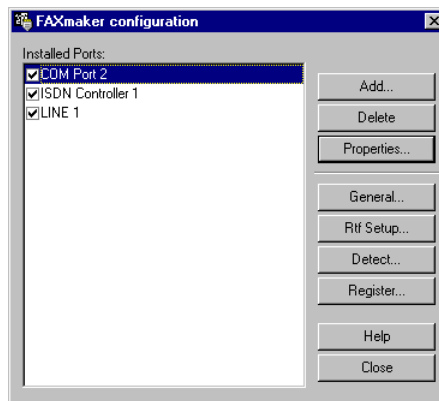 FAXmaker configuration
Installed Ports:
COM Port 2
ISDN Controller 1
LINE 1
Add...
Delete
Properties...
General...
Rtf Setup...
Detect...
Register...
Help
Close